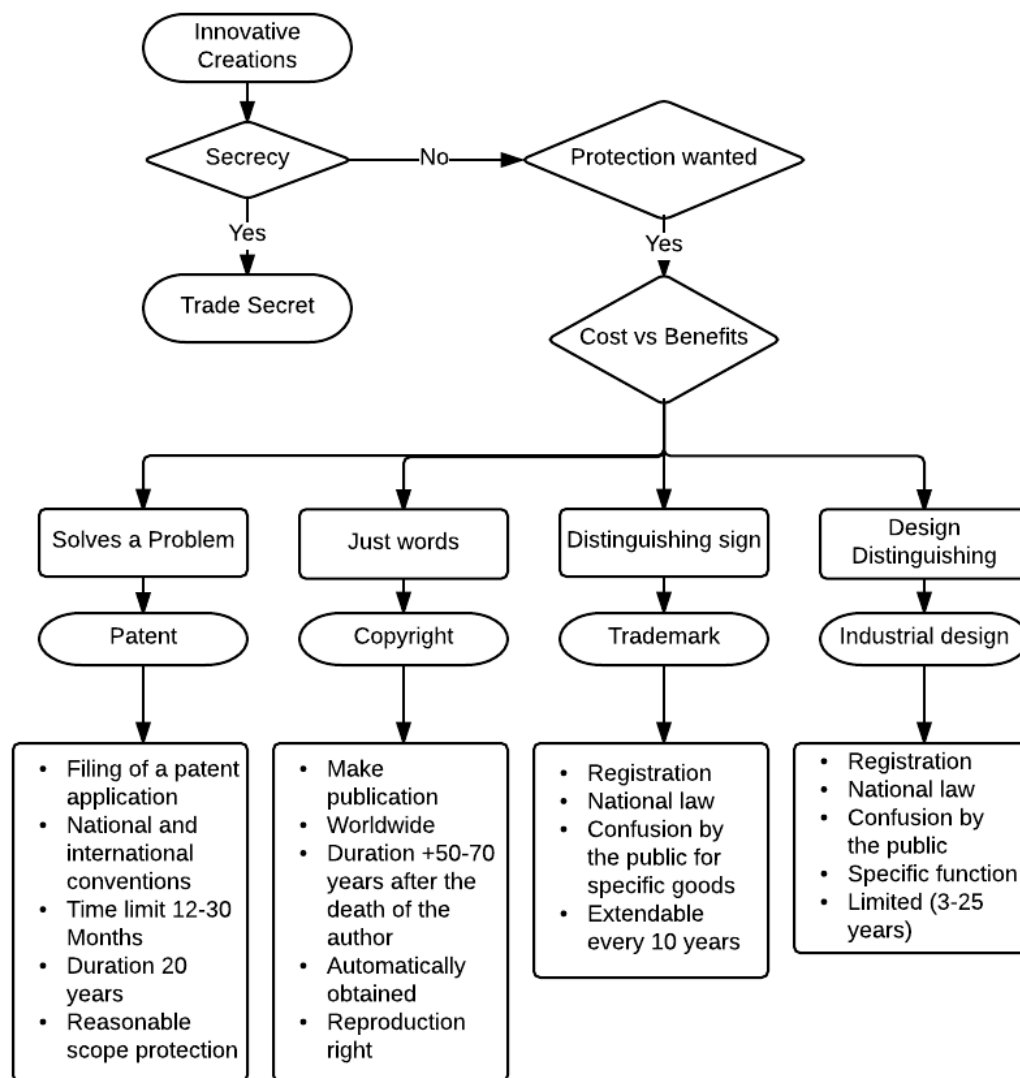 Innovative
Creations
Secrecy
No
Protection wanted
Yes
Yes
Trade Secret
Cost vs Benefits
Solves a Problem
Just words
Distinguishing sign
Design
Distinguishing
Patent
Copyright
Trademark
Industrial design
• Filing of a patent
application
• National and
international
conventions
• Time limit 12-30
Months
• Duration 20
years
• Reasonable
scope protection
• Make
publication
• Worldwide
• Duration +50-70
years after the
death of the
author
• Automatically
obtained
• Reproduction
right
• Registration
• National law
• Confusion by
the public for
specific goods
• Extendable
every 10 years
• Registration
• National law
• Confusion by
the public
• Specific function
• Limited (3-25
years)